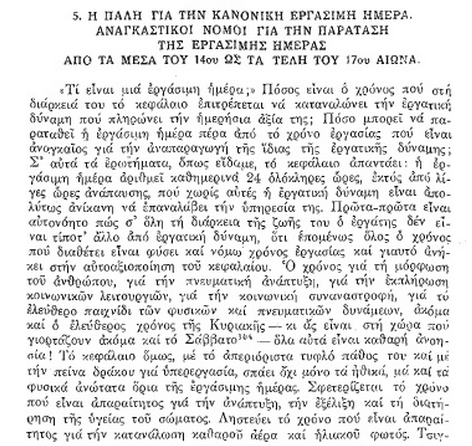 5. Η ΠΑΛΗ ΓΙΑ ΤΗΝ ΚΑΝΟΝΙΚΗ ΕΡΓΑΣΙΜΗ ΗΜΕΡΑ.
ΑΝΑΓΚΑΣΤΙΚΟΙ ΝΟΜΟΙ ΓΙΑ ΤΗΝ ΠΑΡΑΤΑΣΗ
ΤΗΣ ΕΡΓΑΣΙΜΗΣ ΗΜΕΡΑΣ
ΑΠΟ ΤΑ ΜΕΣΑ ΤΟΥ 14ου ΩΣ ΤΑ ΤΕΛΗ ΤΟΥ 17ου ΑΙΩΝΑ.
«Τί εἶναι μιά ἐργάσιμη ἡμέρα;» Πόσος εἶναι ὁ χρόνος πού στή
διάρκειά του τό κεφάλαιο ἐπιτρέπεται νά καταναλώνει τήν ἐργατική
δύναμη πού πληρώνει τήν ἡμερήσια ἀξία της; Πόσο μπορεῖ νά πα-
ραταθεῖ ἡ ἐργάσιμη ἡμέρα πέρα ἀπό τό χρόνο ἐργασίας πού εἶναι
ἀναγκαῖος γιά τήν ἀναπαραγωγή τῆς ἴδιας τῆς ἐργατικῆς δύναμης;
Σ' αὐτά τά ἐρωτήματα, ὅπως εἴδαμε, τό κεφάλαιο ἀπαντάει: ἡ ἐρ-
γάσιμη ἡμέρα ἀριθμεῖ καθημερινά 24 ὁλόκληρες ὧρες, ἐκτός ἀπό λί-
γες ὧρες ἀνάπαυσης, πού χωρίς αὐτές ἡ ἐργατική δύναμη εἶναι ἀπο-
λύτως ἀνίκανη νά ἐπαναλάβει τήν ὑπηρεσία της. Πρῶτα-πρῶτα εἶναι
αὐτονόητο πώς σ' ὅλη τή διάρκεια τῆς ζωῆς του ὁ ἐργάτης δέν εἶ-
ναι τίποτ' ἄλλο ἀπό ἐργατική δύναμη, ὅτι ἑπομένως ὅλος ὁ χρόνος
πού διαθέτει εἶναι φύσει καί νόμῳ χρόνος ἐργασίας καί γιαυτό ἀνή-
κει στήν αὐτοαξιοποίηση τοῦ κεφαλαίου. Ὁ χρόνος γιά τή μόρφωση
τοῦ ἀνθρώπου, γιά τήν πνευματική ἀνάπτυξη, γιά τήν ἐκπλήρωση
κοινωνικῶν λειτουργιῶν, γιά τήν κοινωνική συναναστροφή, γιά τό
ἐλεύθερο παιχνίδι τῶν φυσικῶν καί πνευματικῶν δυνάμεων, ἀκόμα
καί ὁ ἐλεύθερος χρόνος τῆς Κυριακῆς — κι ἄς εἶναι στή χώρα πού
γιορτάζουν ἀκόμα καί τό Σάββατο¹⁰⁴ — ὅλα αὐτά εἶναι καθαρή ἀνοη-
σία! Τό κεφάλαιο ὅμως, μέ τό ἀπεριόριστα τυφλό πάθος του καί μέ
τήν πείνα δράκου γιά ὑπερεργασία, σπάει ὄχι μόνο τά ἠθικά, μά καί τά
φυσικά ἀνώτατα ὅρια τῆς ἐργάσιμης ἡμέρας. Σφετερίζεται τό χρόνο
πού εἶναι ἀπαραίτητος γιά τήν ἀνάπτυξη, τήν ἐξέλιξη καί τή διατή-
ρηση τῆς ὑγείας τοῦ σώματος. Ληστεύει τό χρόνο πού εἶναι ἀπαραί-
τητος γιά τήν κατανάλωση καθαροῦ ἀέρα καί ἡλιακοῦ φωτός. Τσιγ-